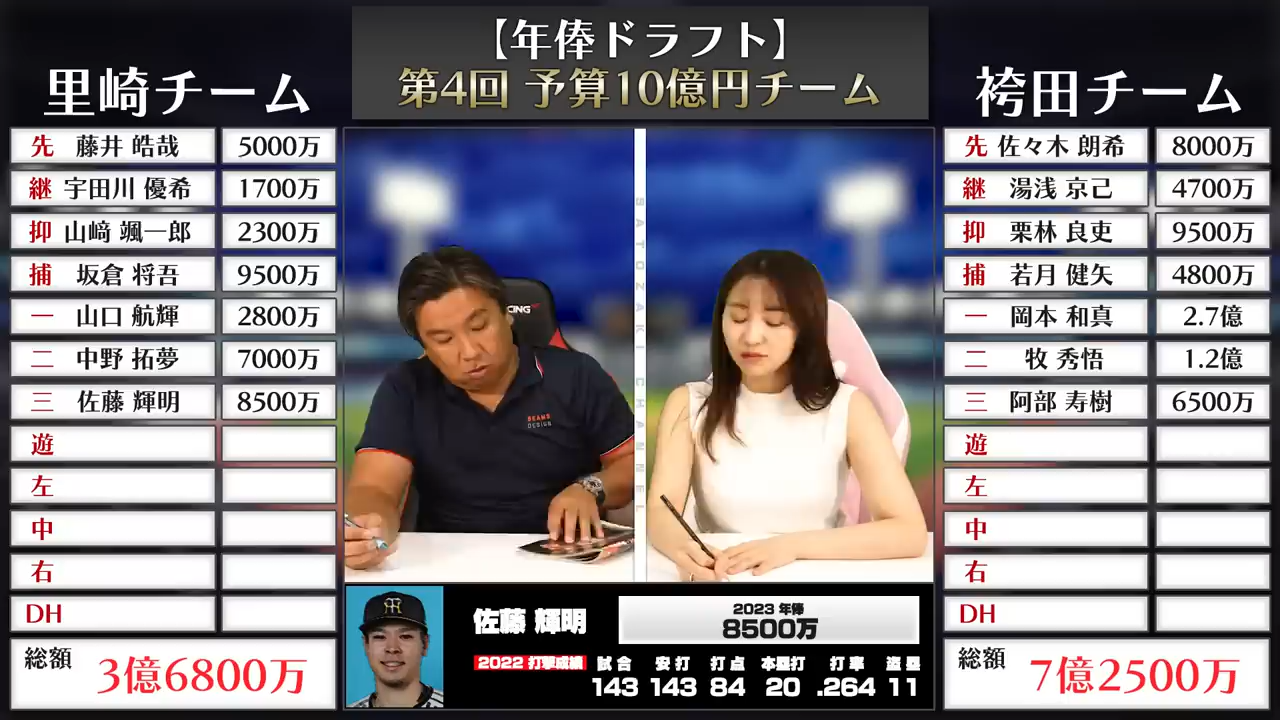 【年俸ドラフト】
第4回 予算10億円チーム
里崎チーム
先 藤井 皓哉 5000万
継 宇田川 優希 1700万
抑 山﨑 颯一郎 2300万
捕 坂倉 将吾 9500万
一 山口 航輝 2800万
二 中野 拓夢 7000万
三 佐藤 輝明 8500万
遊
左
中
右
DH
総額 3億6800万
袴田チーム
先 佐々木 朗希 8000万
継 湯浅 京己 4700万
抑 栗林 良吏 9500万
捕 若月 健矢 4800万
一 岡本 和真 2.7億
二 牧 秀悟 1.2億
三 阿部 寿樹 6500万
遊
左
中
右
DH
総額 7億2500万
SATOZAKI CHANNEL
CING
BEAMS
DESIGN
佐藤 輝明
2023 年俸
8500万
2022 打撃成績 試合 安打 打点 本塁打 打率 盗塁
143 143 84 20 .264 11